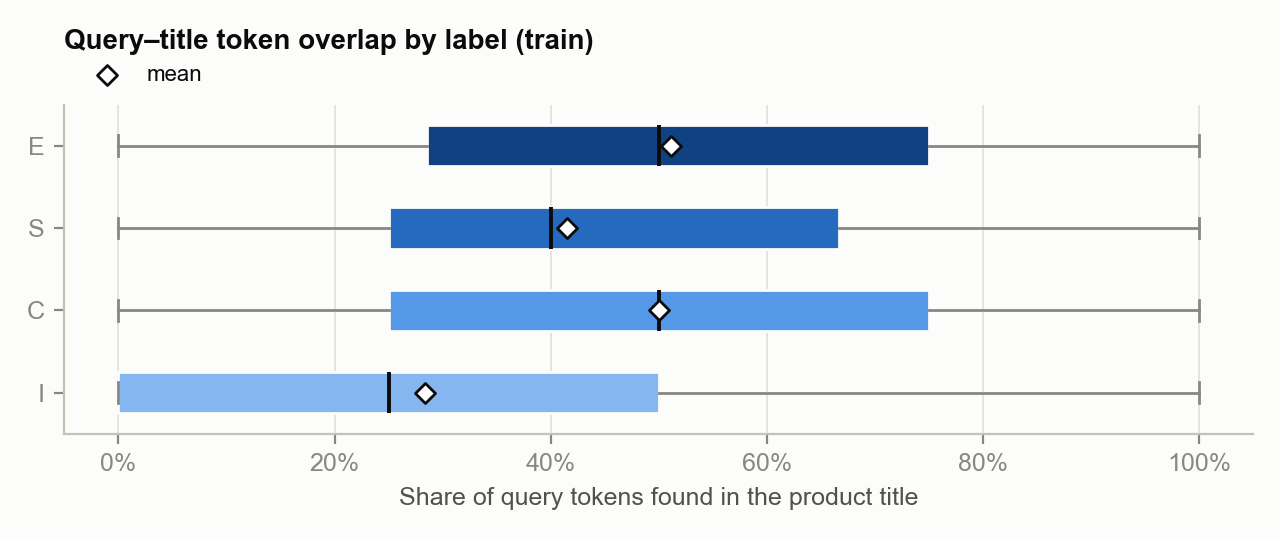 Query–title token overlap by label (train)
mean
E
S
C
I
0% 20% 40% 60% 80% 100%
Share of query tokens found in the product title